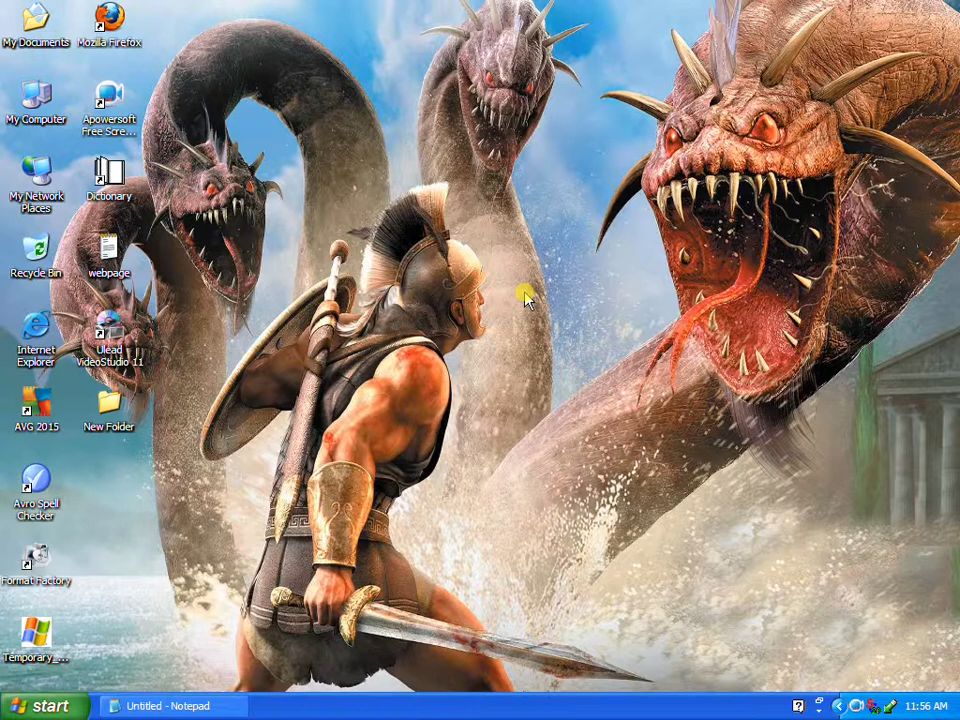 My Documents
Mozilla Firefox
My Computer
Apowersoft
Free Scre...
My Network
Places
Dictionary
Recycle Bin
webpage
Internet
Explorer
Ulead
VideoStudio 11
AVG 2015
New Folder
Avro Spell
Checker
Format Factory
Temporary_...
start
Untitled - Notepad
11:56 AM